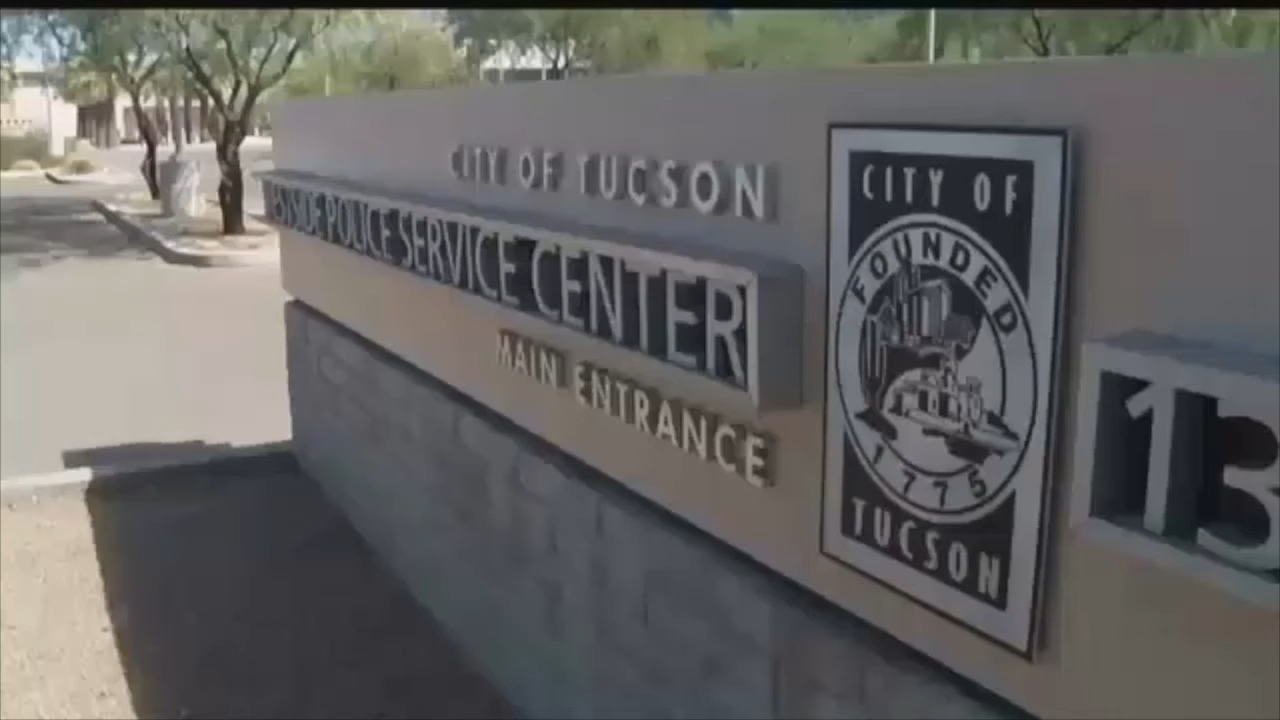 CITY OF TUCSON
POLICE SERVICE CENTER
MAIN ENTRANCE
CITY OF
FOUNDED
1775
TUCSON
13